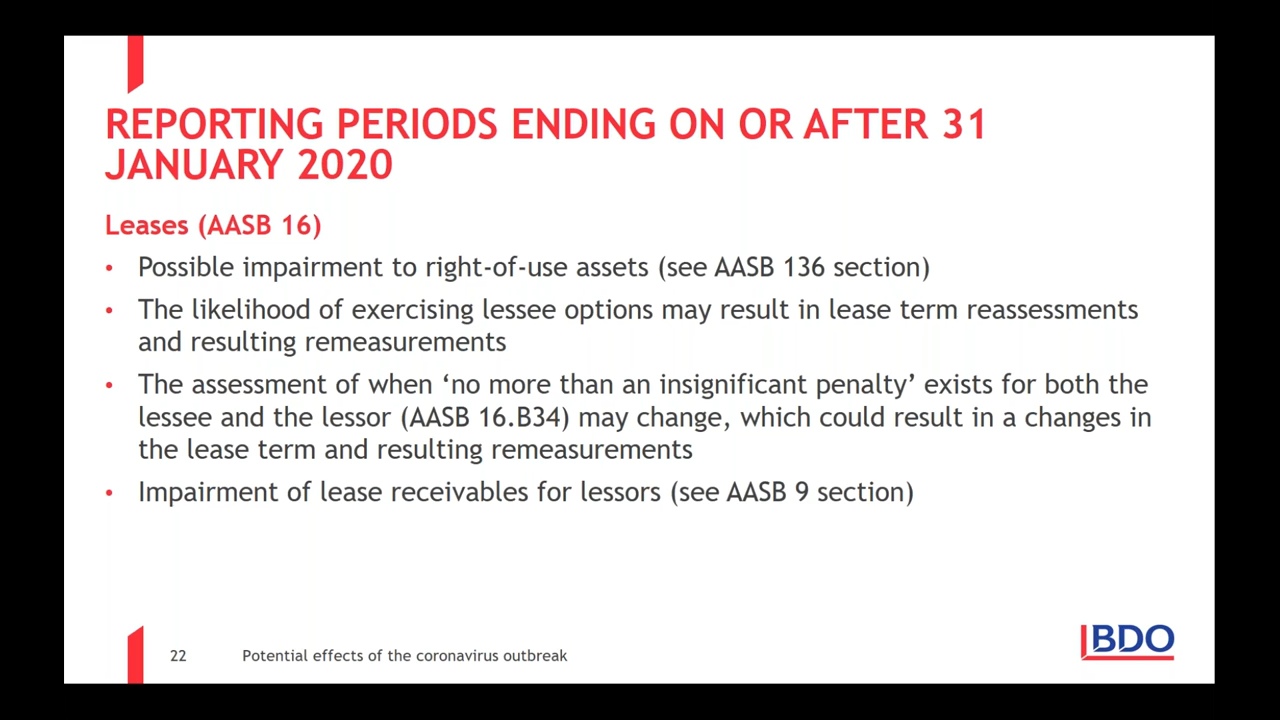 REPORTING PERIODS ENDING ON OR AFTER 31
JANUARY 2020
Leases (AASB 16)
• Possible impairment to right-of-use assets (see AASB 136 section)
• The likelihood of exercising lessee options may result in lease term reassessments
and resulting remeasurements
• The assessment of when ‘no more than an insignificant penalty’ exists for both the
lessee and the lessor (AASB 16.B34) may change, which could result in a changes in
the lease term and resulting remeasurements
• Impairment of lease receivables for lessors (see AASB 9 section)
22 Potential effects of the coronavirus outbreak
BDO